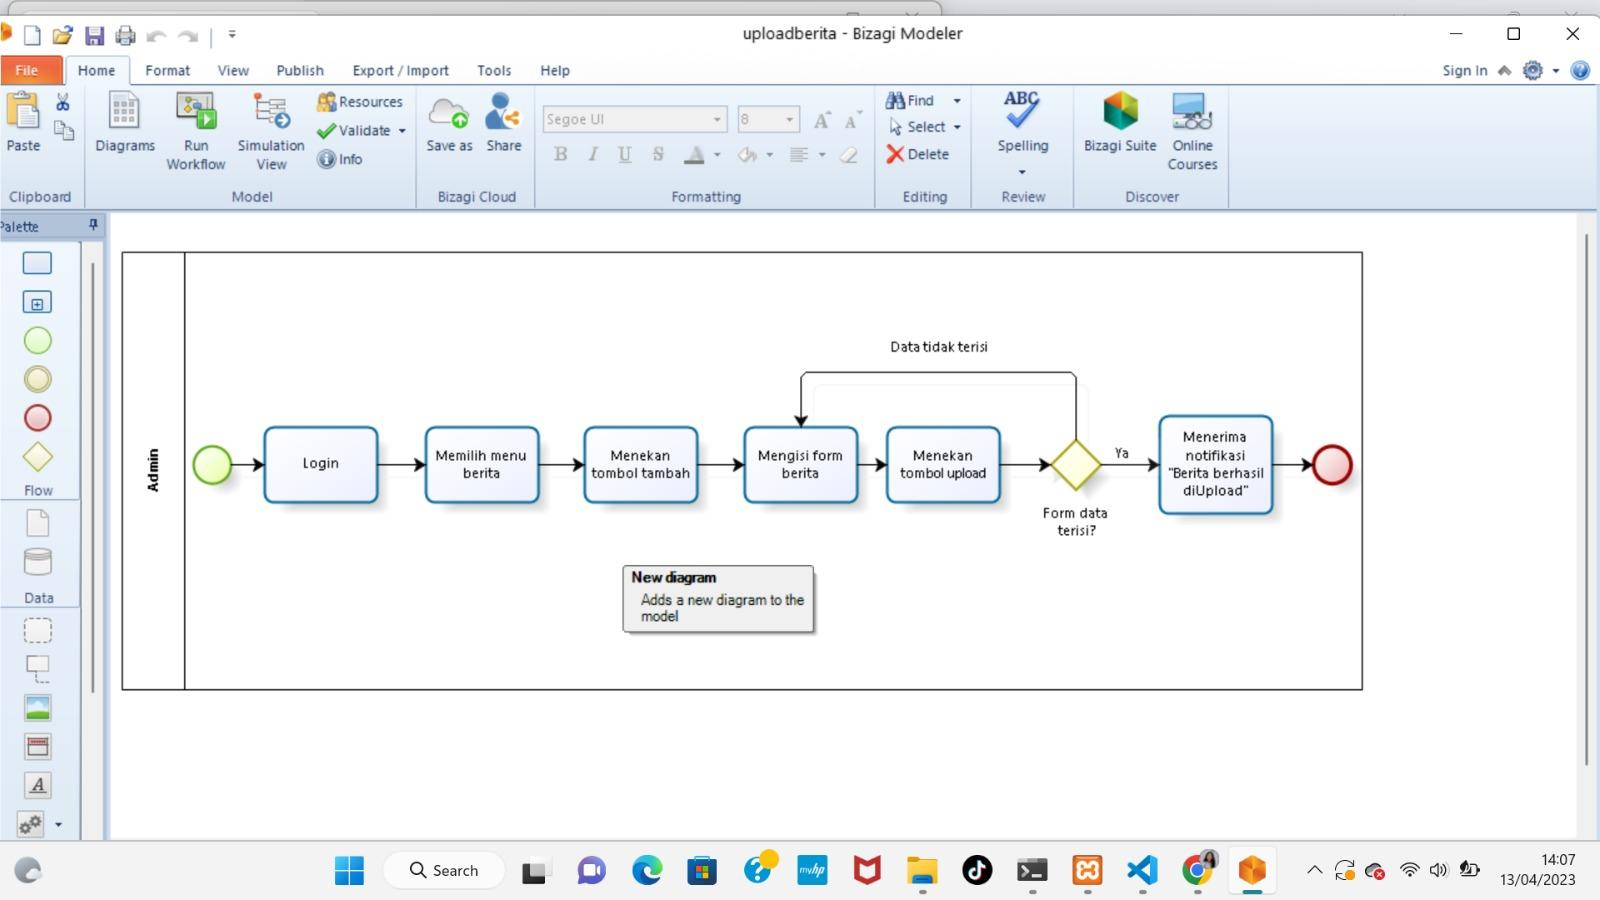 uploadberita - Bizagi Modeler
File
Home
Format
View
Publish
Export / Import
Tools
Help
Sign In
Paste
Diagrams
Run
Workflow
Simulation
View
Resources
Validate
Info
Save as
Share
Segoe UI
8
B I U S A
Find
Select
Delete
ABC
Spelling
Bizagi Suite
Online
Courses
Clipboard
Model
Bizagi Cloud
Formatting
Editing
Review
Discover
Palette
Flow
Data
A
Admin
Data tidak terisi
Login
Memilih menu
berita
Menekan
tombol tambah
Mengisi form
berita
Menekan
tombol upload
Ya
Form data
terisi?
Menerima
notifikasi
"Berita berhasil
diUpload"
New diagram
Adds a new diagram to the
model
Search
myhp
14:07
13/04/2023